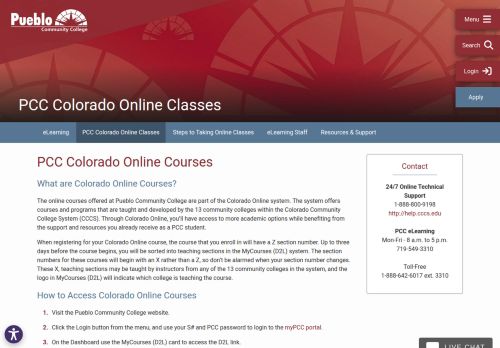 Pueblo
Community College
Menu
Search
Login
Apply
PCC Colorado Online Classes
eLearning
PCC Colorado Online Classes
Steps to Taking Online Classes
eLearning Staff
Resources & Support
PCC Colorado Online Courses
What are Colorado Online Courses?
The online courses offered at Pueblo Community College are part of the Colorado Online system. The system offers
courses and programs that are taught and developed by the 13 community colleges within the Colorado Community
College System (CCCS). Through Colorado Online, you'll have access to more academic options while benefiting from
the support and resources you already receive as a PCC student.
When registering for your Colorado Online course, the course that you enroll in will have a Z section number. Up to three
days before the course begins, you will be sorted into teaching sections in the MyCourses (D2L) system. The section
numbers for these courses will begin with an X rather than a Z, so don't be alarmed when your section number changes.
These X, teaching sections may be taught by instructors from any of the 13 community colleges in the system, and the
logo in MyCourses (D2L) will indicate which college is teaching the course.
How to Access Colorado Online Courses
1. Visit the Pueblo Community College website.
2. Click the Login button from the menu, and use your S# and PCC password to login to the myPCC portal.
3. On the Dashboard use the MyCourses (D2L) card to access the D2L link.
Contact
24/7 Online Technical
Support
1-888-800-9198
http://help.cccs.edu
PCC eLearning
Mon-Fri - 8 a.m. to 5 p.m.
719-549-3310
Toll-Free
1-888-642-6017 ext. 3310
LIVE CHAT